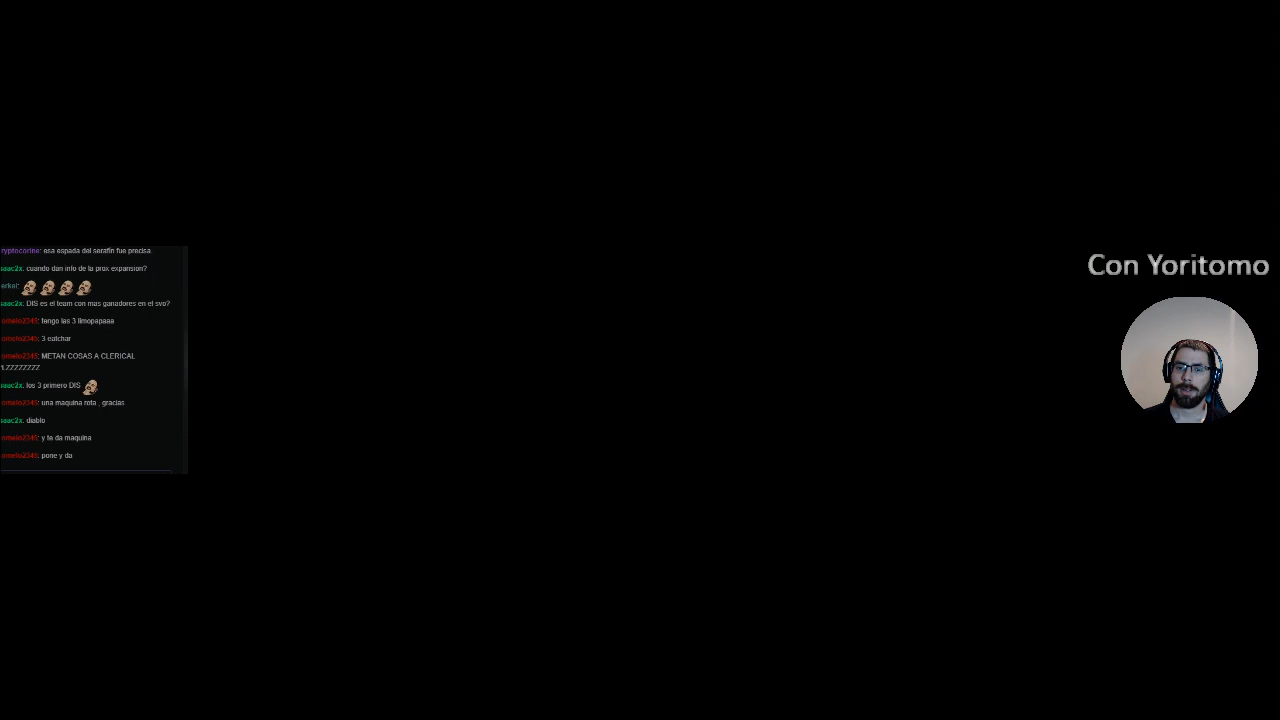 ryptocorine: esa espada del serafin fue precisa
saac2x: cuando dan info de la prox expansion?
erkel:
saac2x: DIS es el team con mas ganadores en el svo?
omelo2345: tengo las 3 limopapaaa
omelo2345: 3 eatchar
omelo2345: METAN COSAS A CLERICAL
saac2x: los 3 primero DIS
omelo2345: una maquina rota , gracias
saac2x: diablo
omelo2345: y te da maquina
omelo2345: pone y da
Con Yoritomo